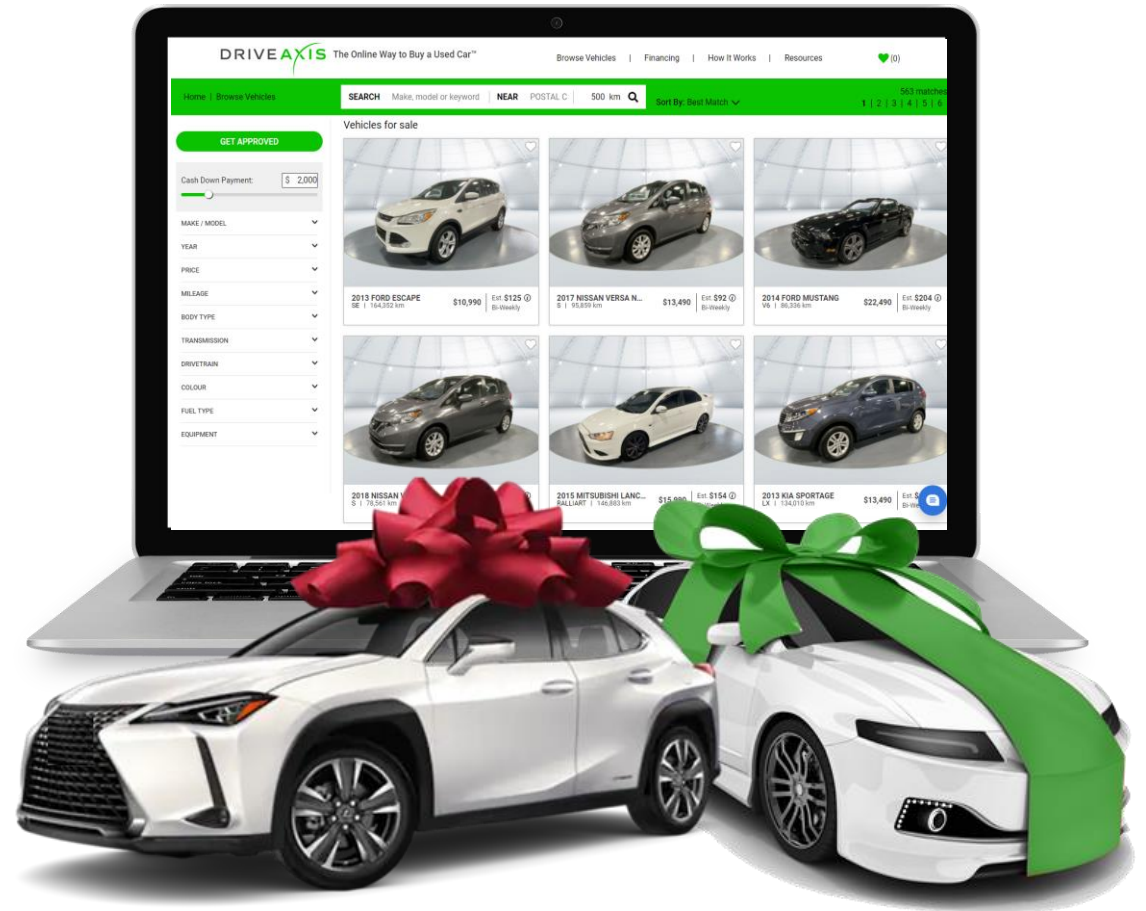 DRIVEAXIS The Online Way to Buy a Used Car™
Browse Vehicles | Financing | How It Works | Resources (0)
Home | Browse Vehicles
SEARCH Make, model or keyword NEAR POSTAL C 500 km
Sort By: Best Match
563 matches
1 | 2 | 3 | 4 | 5 | 6
GET APPROVED
Cash Down Payment: $ 2,000
MAKE / MODEL
YEAR
PRICE
MILEAGE
BODY TYPE
TRANSMISSION
DRIVETRAIN
COLOUR
FUEL TYPE
EQUIPMENT
Vehicles for sale
2013 FORD ESCAPE
SE | 164,352 km
$10,990
Est. $125
Bi-Weekly
2017 NISSAN VERSA N...
S | 95,859 km
$13,490
Est. $92
Bi-Weekly
2014 FORD MUSTANG
V6 | 86,336 km
$22,490
Est. $204
Bi-Weekly
2018 NISSAN V
S | 78,561 km
2015 MITSUBISHI LANC...
RALLIART | 146,883 km
$15,990
Est. $154
2013 KIA SPORTAGE
LX | 134,010 km
$13,490
Est. $
Bi-We